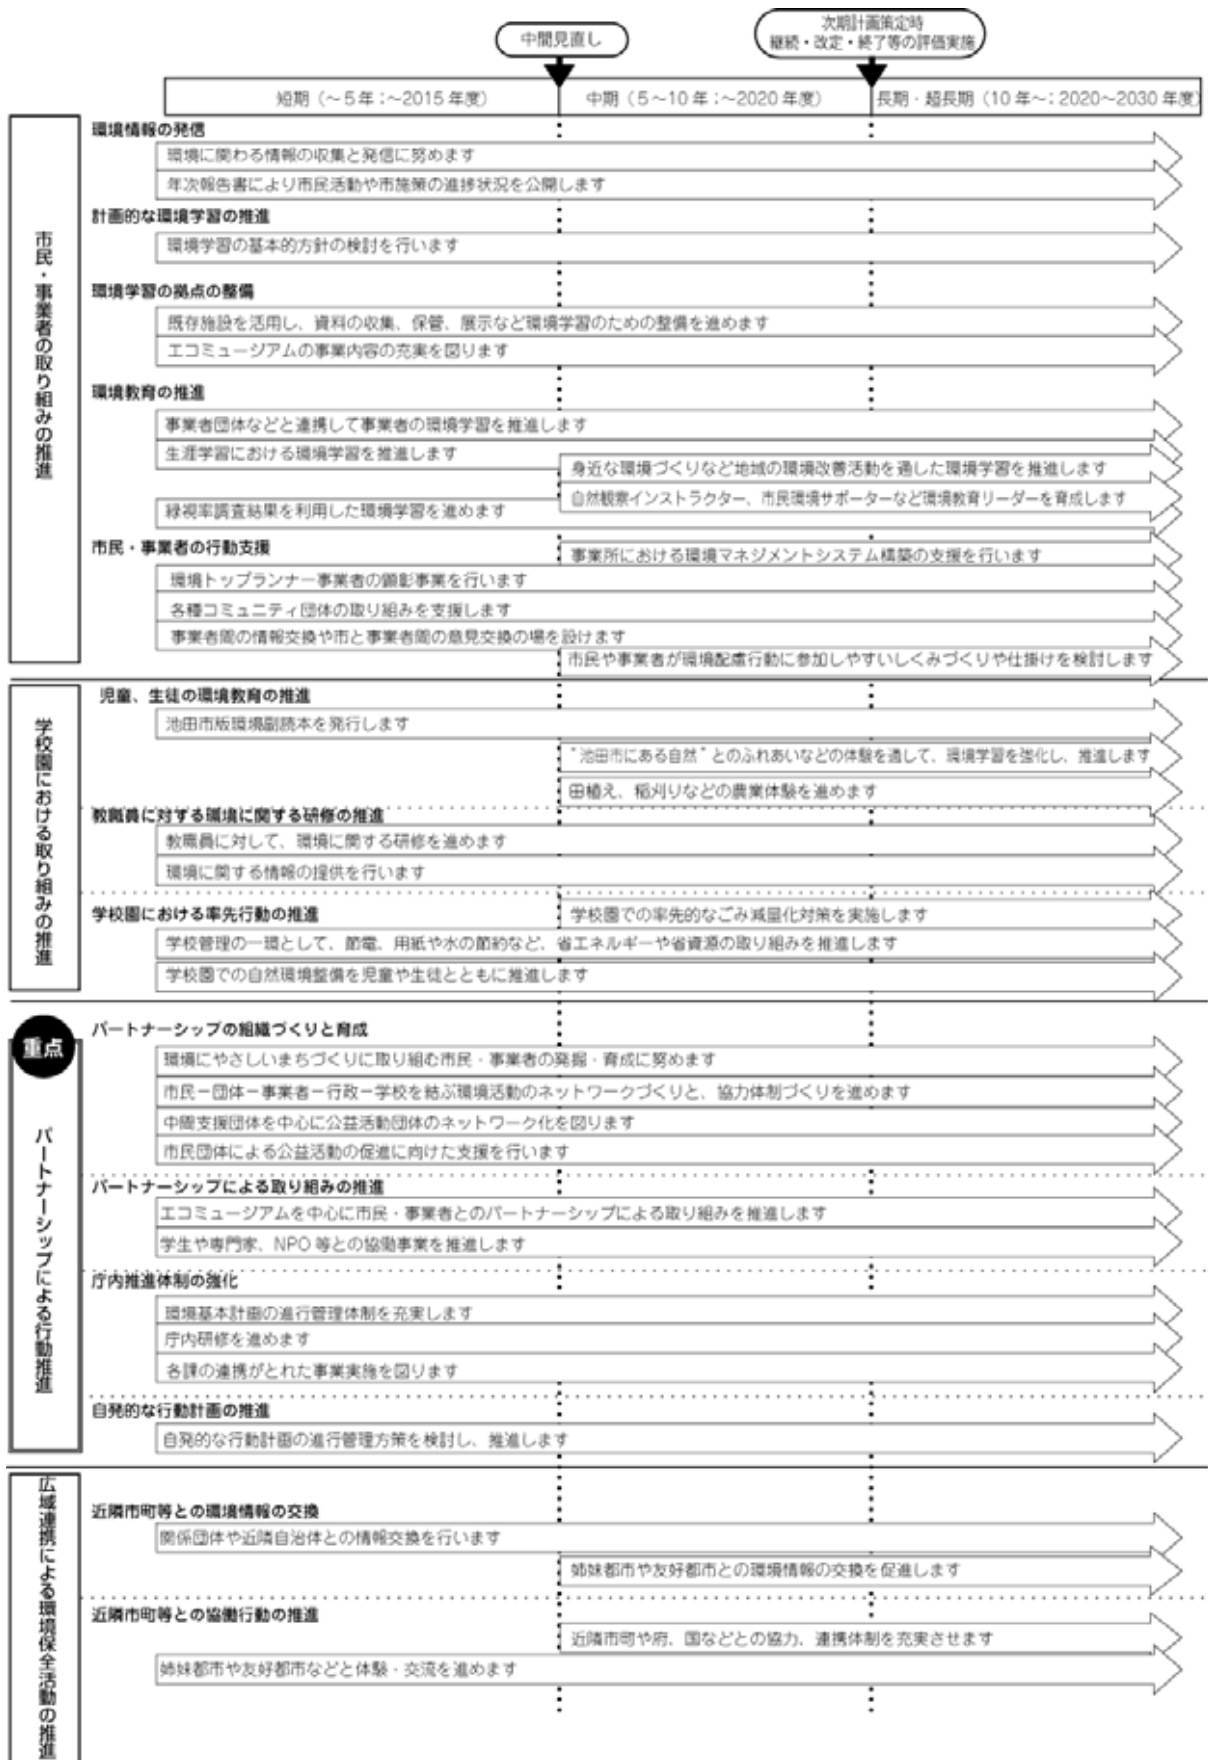 中間見直し
次期計画策定時
継続・改定・終了等の評価実施
短期（～5年；～2015年度）
中期（5～10年；～2020年度）
長期・超長期（10年～；2020～2030年度）
市民・事業者の取り組みの推進
環境情報の発信
環境に関わる情報の収集と発信に努めます
年次報告書により市民活動や市施策の進捗状況を公開します
計画的な環境学習の推進
環境学習の基本的方針の検討を行います
環境学習の拠点の整備
既存施設を活用し、資料の収集、保管、展示など環境学習のための整備を進めます
エコミュージアムの事業内容の充実を図ります
環境教育の推進
事業者団体などと連携して事業者の環境学習を推進します
生涯学習における環境学習を推進します
身近な環境づくりなど地域の環境改善活動を通した環境学習を推進します
自然観察インストラクター、市民環境サポーターなど環境教育リーダーを育成します
緑視率調査結果を利用した環境学習を進めます
市民・事業者の行動支援
事業所における環境マネジメントシステム構築の支援を行います
環境トップランナー事業者の顕彰事業を行います
各種コミュニティ団体の取り組みを支援します
事業者間の情報交換や市と事業者間の意見交換の場を設けます
市民や事業者が環境配慮行動に参加しやすいしくみづくりや仕掛けを検討します
学校園における取り組みの推進
児童、生徒の環境教育の推進
池田市版環境副読本を発行します
"池田市にある自然"とのふれあいなどの体験を通して、環境学習を強化し、推進します
田植え、稲刈りなどの農業体験を進めます
教職員に対する環境に関する研修の推進
教職員に対して、環境に関する研修を進めます
環境に関する情報の提供を行います
学校園における率先行動の推進
学校園での率先的なごみ減量化対策を実施します
学校管理の一環として、節電、用紙や水の節約など、省エネルギーや省資源の取り組みを推進します
学校園での自然環境整備を児童や生徒とともに推進します
重点
パートナーシップによる行動推進
パートナーシップの組織づくりと育成
環境にやさしいまちづくりに取り組む市民・事業者の発掘・育成に努めます
市民－団体－事業者－行政－学校を結ぶ環境活動のネットワークづくりと、協力体制づくりを進めます
中間支援団体を中心に公益活動団体のネットワーク化を図ります
市民団体による公益活動の促進に向けた支援を行います
パートナーシップによる取り組みの推進
エコミュージアムを中心に市民・事業者とのパートナーシップによる取り組みを推進します
学生や専門家、NPO等との協働事業を推進します
庁内推進体制の強化
環境基本計画の進行管理体制を充実します
庁内研修を進めます
各課の連携がとれた事業実施を図ります
自発的な行動計画の推進
自発的な行動計画の進行管理方策を検討し、推進します
広域連携による環境保全活動の推進
近隣市町等との環境情報の交換
関係団体や近隣自治体との情報交換を行います
姉妹都市や友好都市との環境情報の交換を促進します
近隣市町等との協働行動の推進
近隣市町や府、国などとの協力、連携体制を充実させます
姉妹都市や友好都市などと体験・交流を進めます